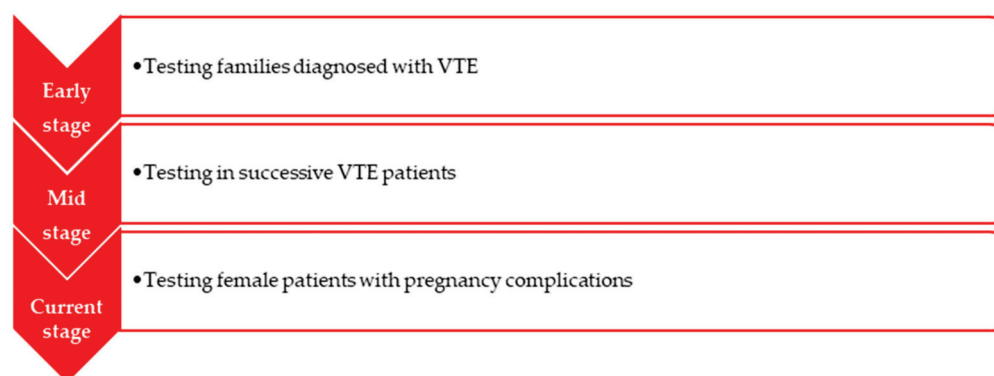 Early
stage
•Testing families diagnosed with VTE
Mid
stage
•Testing in successive VTE patients
Current
stage
•Testing female patients with pregnancy complications